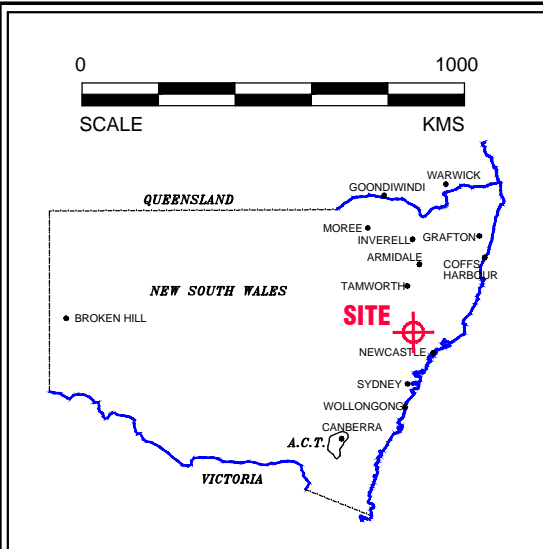 0 1000
SCALE KMS
WARWICK
GOONDIWINDI
QUEENSLAND
MOREE
INVERELL
GRAFTON
ARMIDALE
COFFS
HARBOUR
TAMWORTH
NEW SOUTH WALES
SITE
BROKEN HILL
NEWCASTLE
SYDNEY
WOLLONGONG
CANBERRA
A.C.T.
VICTORIA